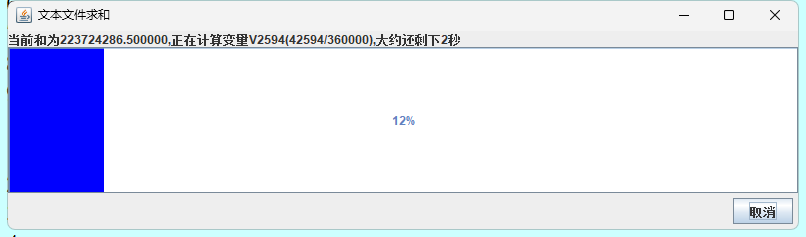 文本文件求和
当前和为223724286.500000,正在计算变量V2594(42594/360000),大约还剩下2秒
12%
取消